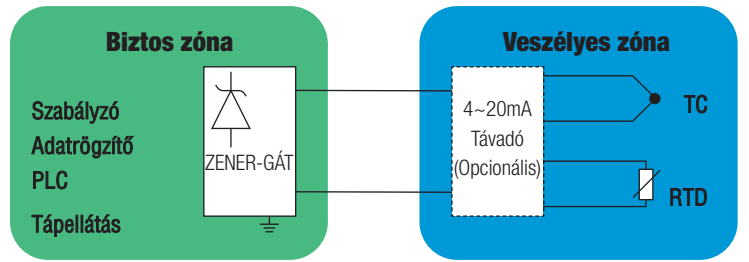 Biztos zóna
Szabályzó
Adatrögzítő
PLC
Tápellátás
ZENER-GÁT
Veszélyes zóna
4~20mA
Távadó
(Opcionális)
TC
RTD